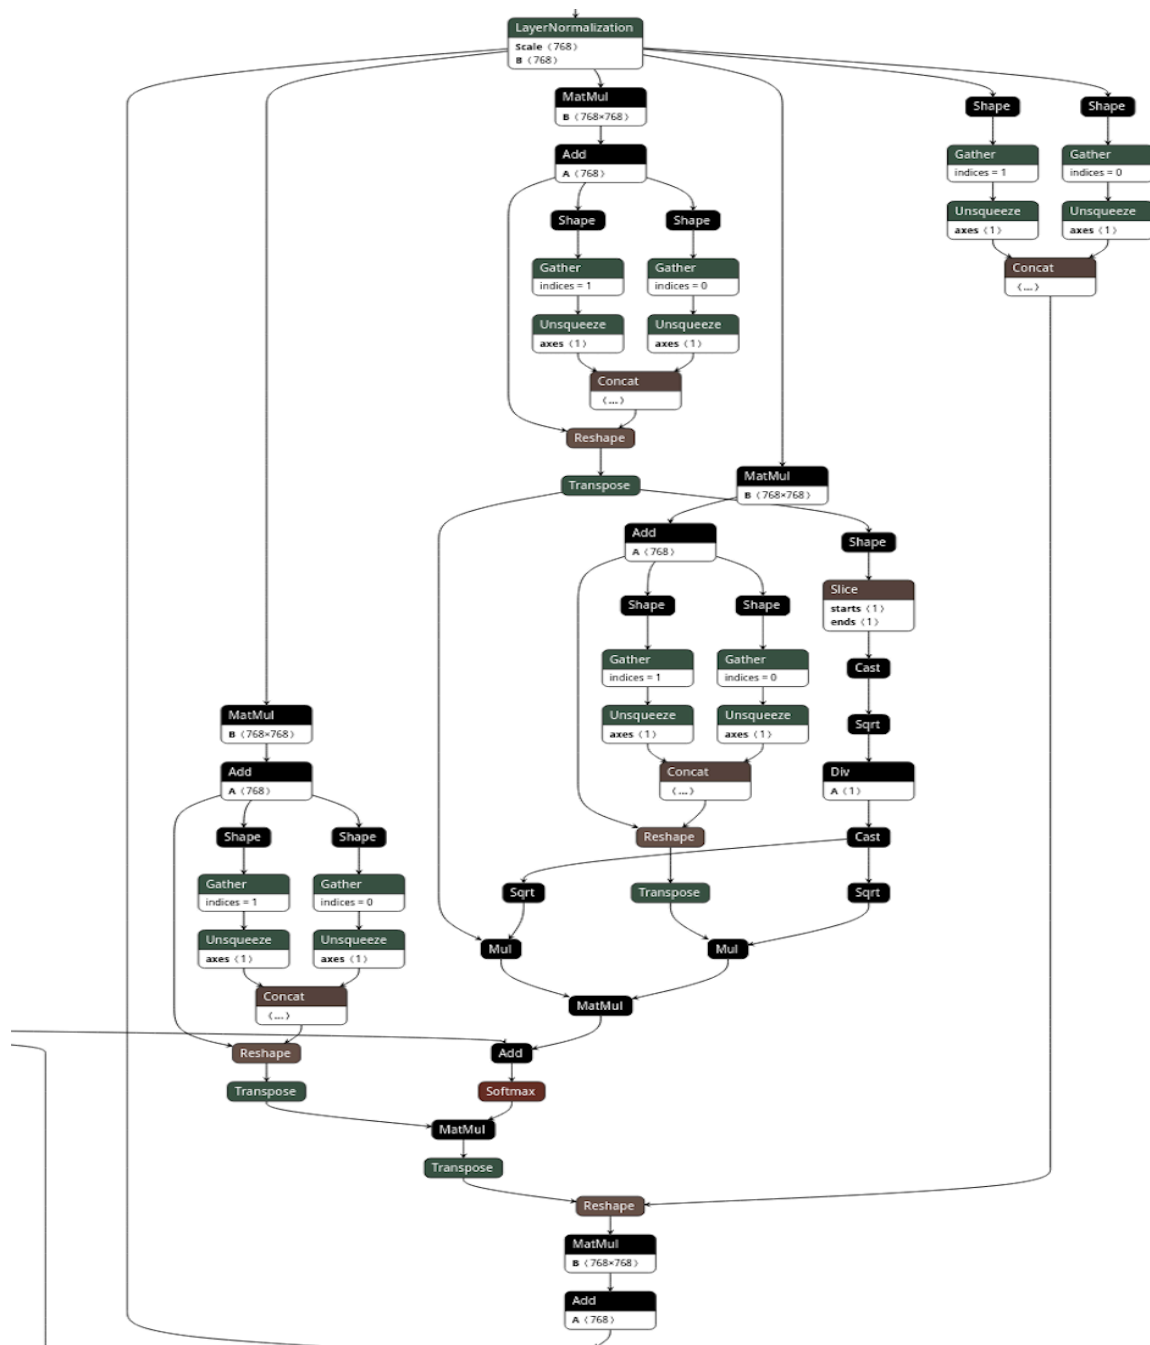 LayerNormalization
Scale ⟨768⟩
B ⟨768⟩
MatMul
B ⟨768×768⟩
Shape
Shape
Add
A ⟨768⟩
Gather
indices = 1
Gather
indices = 0
Shape
Shape
Unsqueeze
axes ⟨1⟩
Unsqueeze
axes ⟨1⟩
Gather
indices = 1
Gather
indices = 0
Concat
⟨...⟩
Unsqueeze
axes ⟨1⟩
Unsqueeze
axes ⟨1⟩
Concat
⟨...⟩
Reshape
Transpose
MatMul
B ⟨768×768⟩
Add
A ⟨768⟩
Shape
Shape
Shape
Slice
starts ⟨1⟩
ends ⟨1⟩
Gather
indices = 1
Gather
indices = 0
Cast
MatMul
B ⟨768×768⟩
Unsqueeze
axes ⟨1⟩
Unsqueeze
axes ⟨1⟩
Sqrt
Add
A ⟨768⟩
Concat
⟨...⟩
Div
A ⟨1⟩
Shape
Shape
Reshape
Cast
Gather
indices = 1
Gather
indices = 0
Sqrt
Transpose
Sqrt
Unsqueeze
axes ⟨1⟩
Unsqueeze
axes ⟨1⟩
Mul
Mul
Concat
⟨...⟩
MatMul
Reshape
Add
Transpose
Softmax
MatMul
Transpose
Reshape
MatMul
B ⟨768×768⟩
Add
A ⟨768⟩